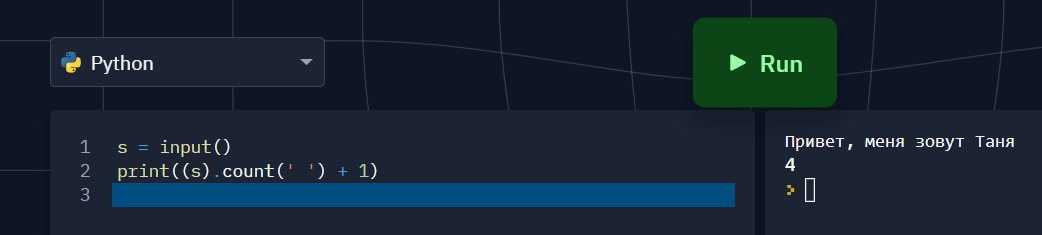 Python
Run
1 s = input()
2 print((s).count(' ') + 1)
3
Привет, меня зовут Таня
4
>